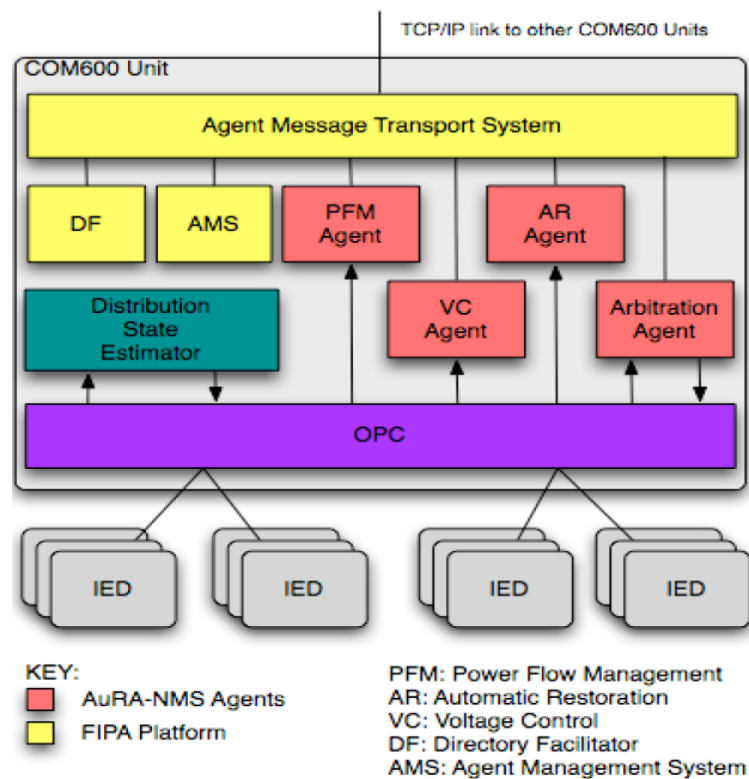 TCP/IP link to other COM600 Units
COM600 Unit
Agent Message Transport System
DF
AMS
PFM
Agent
AR
Agent
Distribution
State
Estimator
VC
Agent
Arbitration
Agent
OPC
IED
IED
IED
IED
KEY:
AuRA-NMS Agents
FIPA Platform
PFM: Power Flow Management
AR: Automatic Restoration
VC: Voltage Control
DF: Directory Facilitator
AMS: Agent Management System